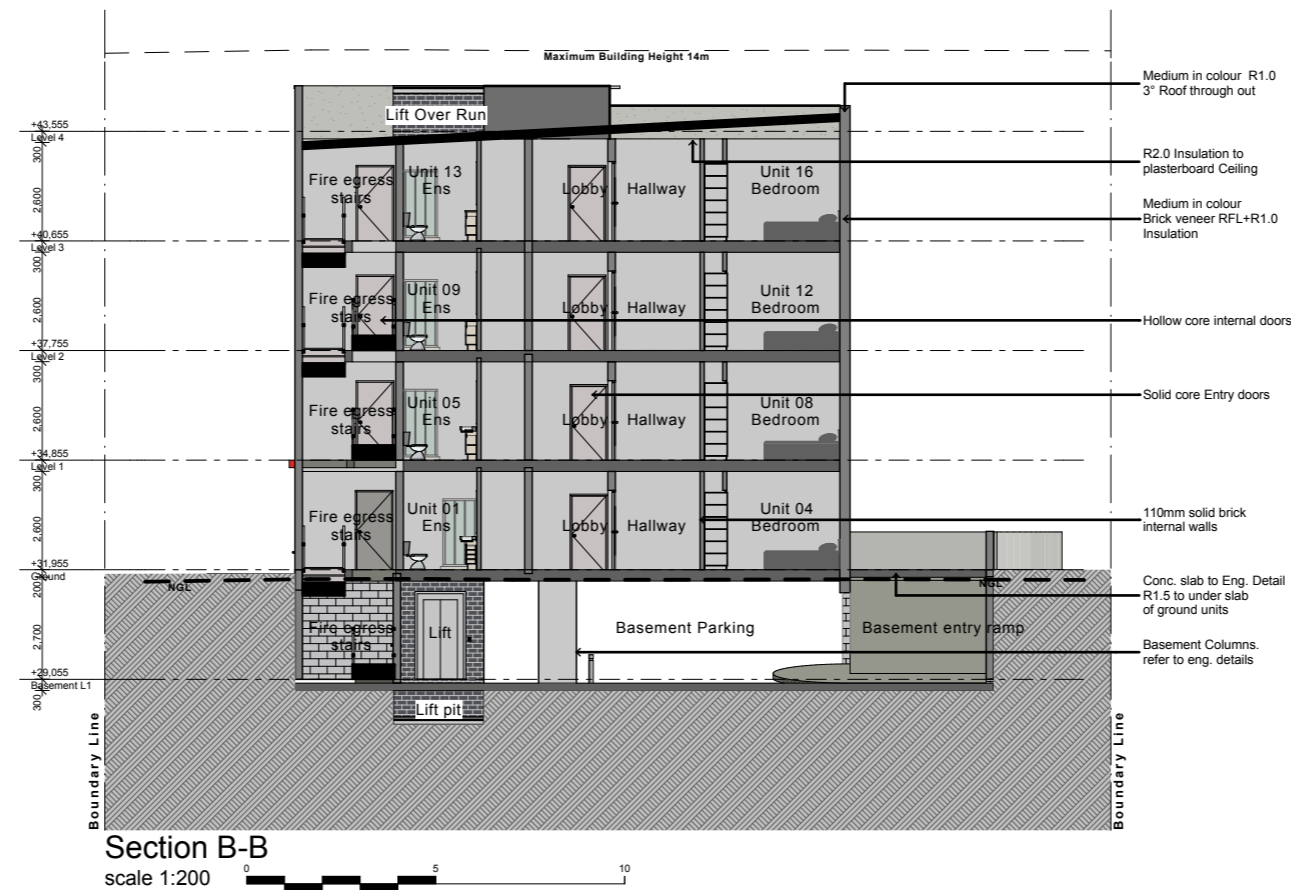 Maximum Building Height 14m
Medium in colour R1.0
3° Roof through out
Lift Over Run
+43,555
Level 4
300
R2.0 Insulation to
plasterboard Ceiling
Fire egress
stairs
Unit 13
Ens
Lobby
Hallway
Unit 16
Bedroom
2,600
Medium in colour
Brick veneer RFL+R1.0
Insulation
+40,655
Level 3
300
Fire egress
stairs
Unit 09
Ens
Lobby
Hallway
Unit 12
Bedroom
2,600
Hollow core internal doors
+37,755
Level 2
300
Fire egress
stairs
Unit 05
Ens
Lobby
Hallway
Unit 08
Bedroom
2,600
Solid core Entry doors
+34,855
Level 1
300
Fire egress
stairs
Unit 01
Ens
Lobby
Hallway
Unit 04
Bedroom
2,600
110mm solid brick
internal walls
+31,955
Ground
200
NGL
NGL
Conc. slab to Eng. Detail
R1.5 to under slab
of ground units
Fire egress
stairs
Lift
Basement Parking
Basement entry ramp
2,700
Basement Columns.
refer to eng. details
+29,055
Basement L1
300
Lift pit
Boundary Line
Boundary Line
Section B-B
scale 1:200
0 5 10